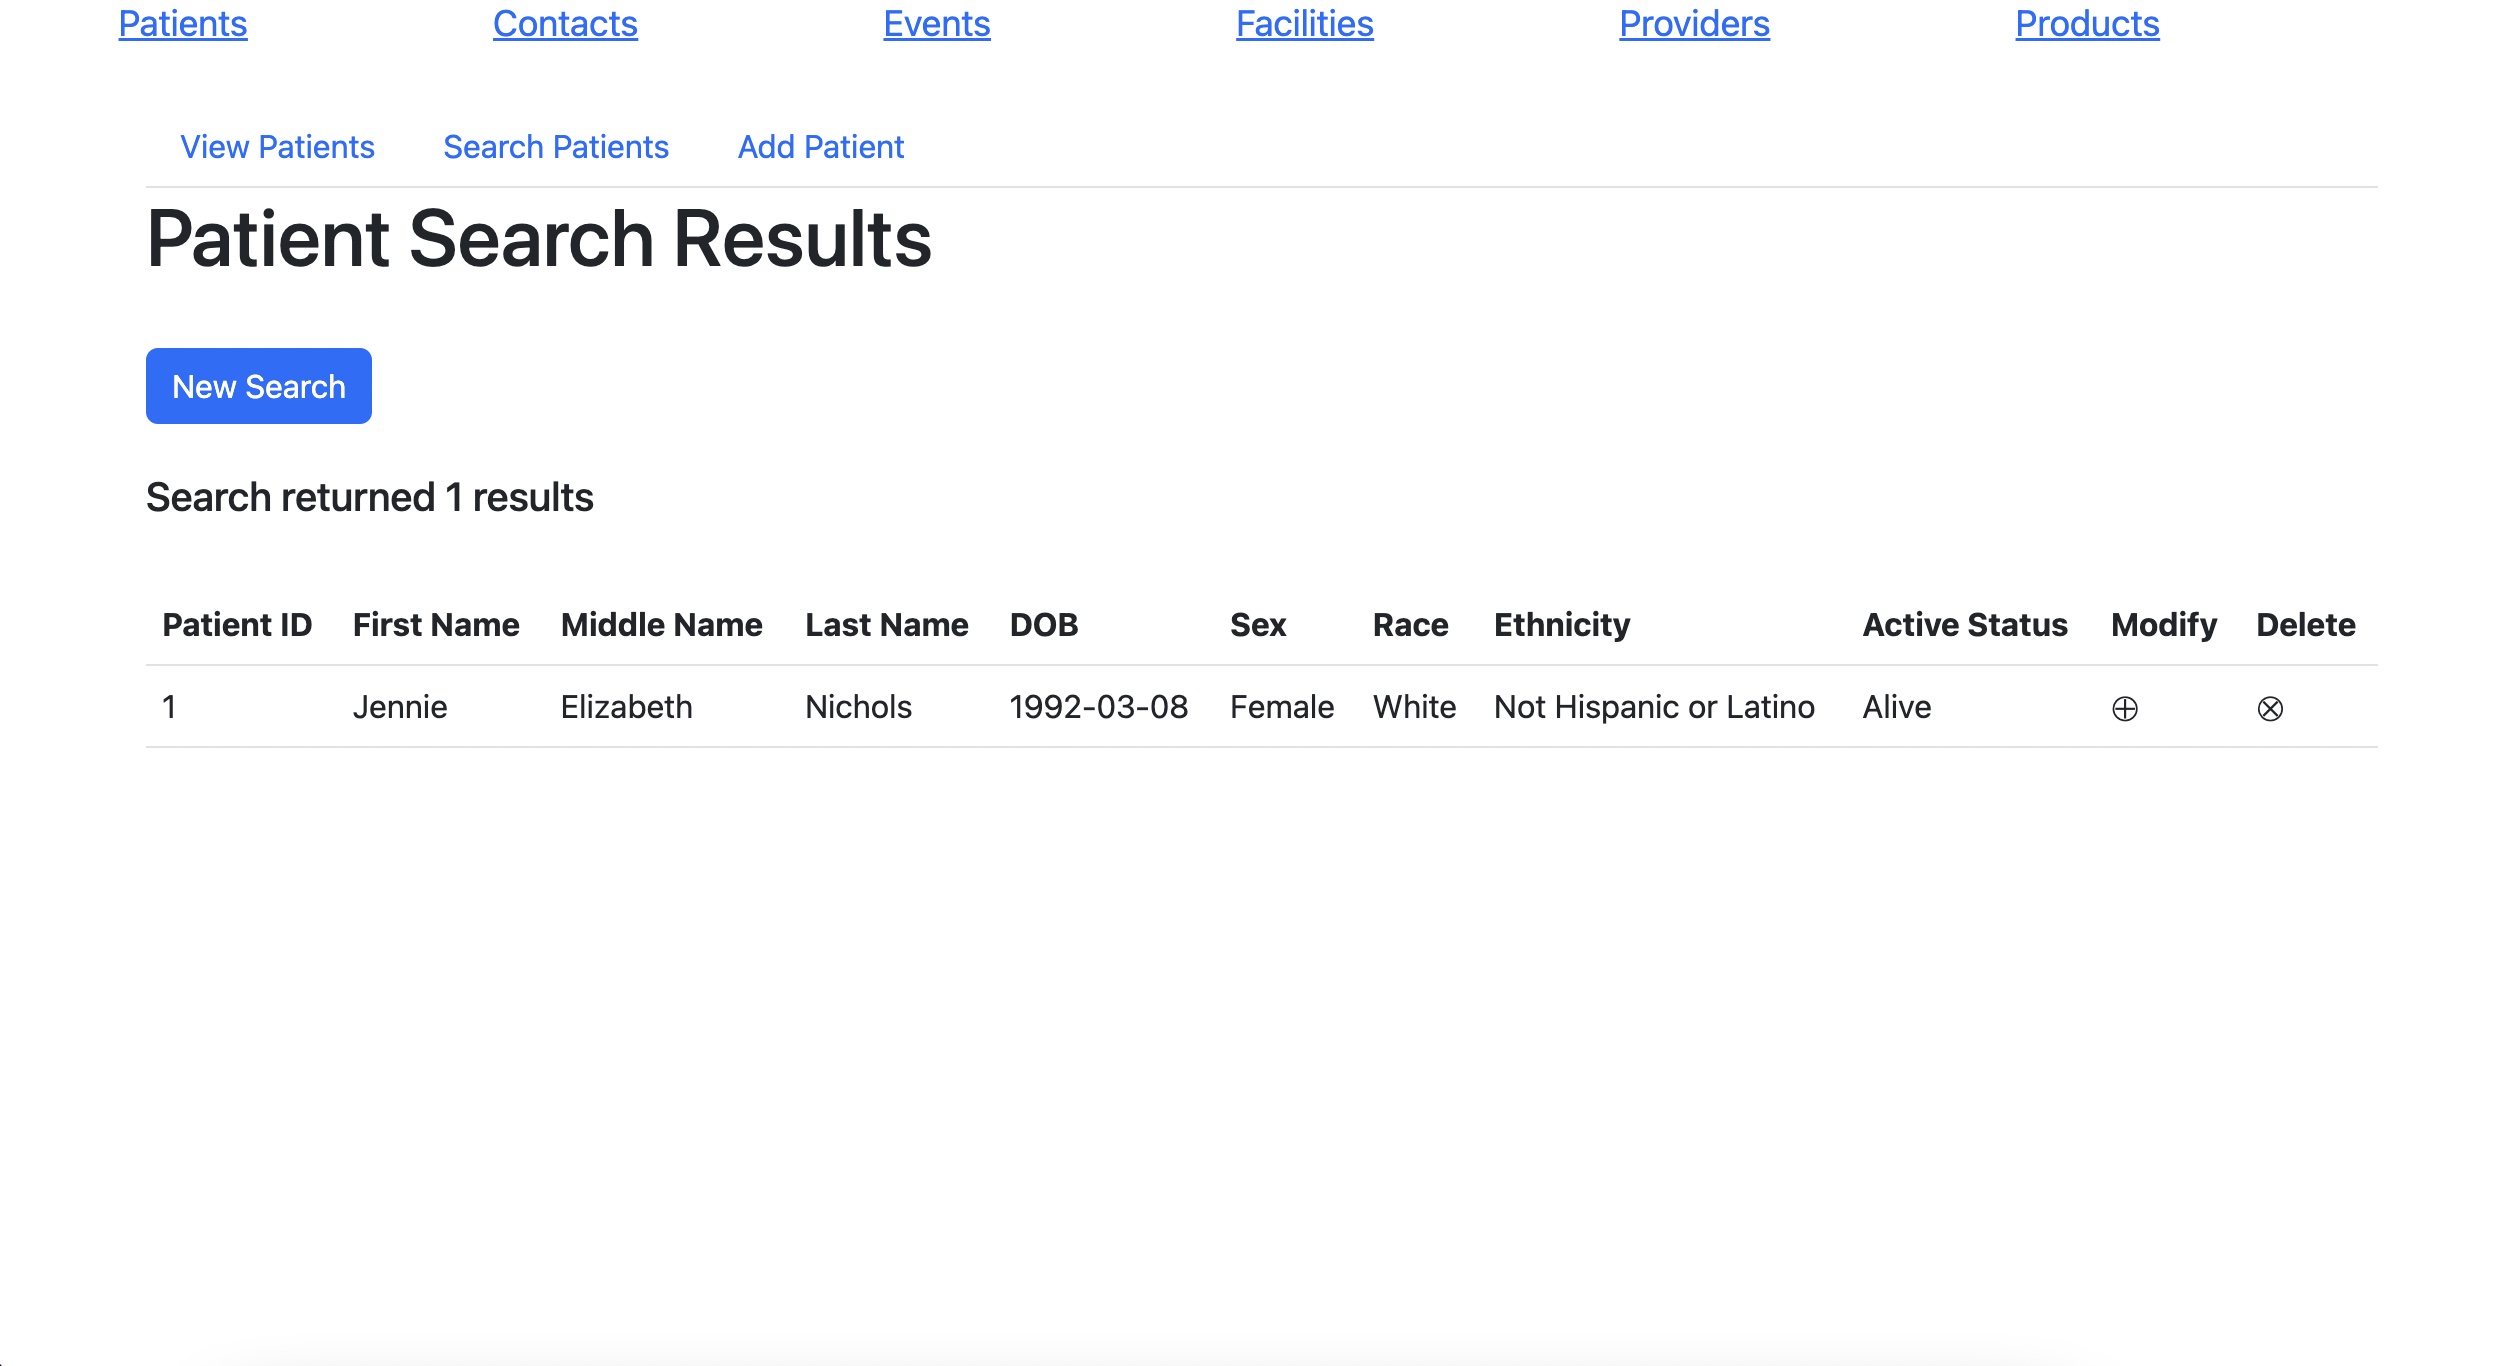 Patients Contacts Events Facilities Providers Products
View Patients Search Patients Add Patient
Patient Search Results
New Search
Search returned 1 results
Patient ID First Name Middle Name Last Name DOB Sex Race Ethnicity Active Status Modify Delete
1 Jennie Elizabeth Nichols 1992-03-08 Female White Not Hispanic or Latino Alive ⊕ ⊗